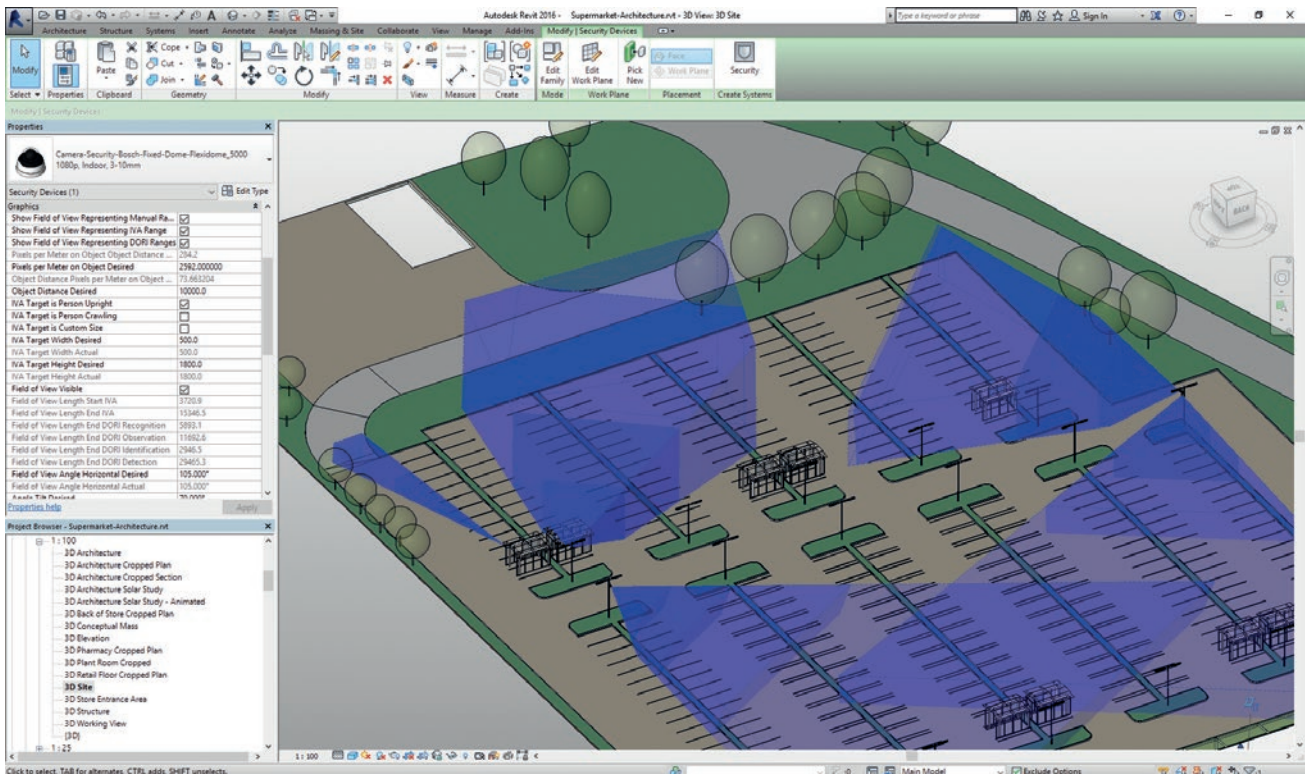 Autodesk Revit 2016 - Supermarket-Architecture.rvt - 3D View: 3D Site
Type a keyword or phrase
Sign In
Architecture Structure Systems Insert Annotate Analyze Massing & Site Collaborate View Manage Add-Ins Modify | Security Devices
Modify
Paste
Cope
Cut
Join
Edit Family
Edit Work Plane
Pick New
Face
Work Plane
Security
Select Properties Clipboard Geometry Modify View Measure Create Mode Work Plane Placement Create Systems
Modify | Security Devices
Properties
Camera-Security-Bosch-Fixed-Dome-Flexidome_5000
1080p, Indoor, 3-10mm
Security Devices (1) Edit Type
Graphics
Show Field of View Representing Manual Ra...
Show Field of View Representing IVA Range
Show Field of View Representing DORI Ranges
Pixels per Meter on Object Object Distance ... 284.2
Pixels per Meter on Object Desired 2592.000000
Object Distance Pixels per Meter on Object ... 73.663204
Object Distance Desired 10000.0
IVA Target is Person Upright
IVA Target is Person Crawling
IVA Target is Custom Size
IVA Target Width Desired 500.0
IVA Target Width Actual 500.0
IVA Target Height Desired 1800.0
IVA Target Height Actual 1800.0
Field of View Visible
Field of View Length Start IVA 3720.9
Field of View Length End IVA 15346.5
Field of View Length End DORI Recognition 5893.1
Field of View Length End DORI Observation 11692.6
Field of View Length End DORI Identification 2946.5
Field of View Length End DORI Detection 29465.3
Field of View Angle Horizontal Desired 105.000°
Field of View Angle Horizontal Actual 105.000°
Angle Tilt Desired 70.000°
Properties help Apply
Project Browser - Supermarket-Architecture.rvt
1 : 100
3D Architecture
3D Architecture Cropped Plan
3D Architecture Cropped Section
3D Architecture Solar Study
3D Architecture Solar Study - Animated
3D Back of Store Cropped Plan
3D Conceptual Mass
3D Elevation
3D Pharmacy Cropped Plan
3D Plant Room Cropped
3D Retail Floor Cropped Plan
3D Site
3D Store Entrance Area
3D Structure
3D Working View
{3D}
1 : 25
BACK
1 : 100
Click to select, TAB for alternates, CTRL adds, SHIFT unselects.
:0
Main Model
Exclude Options